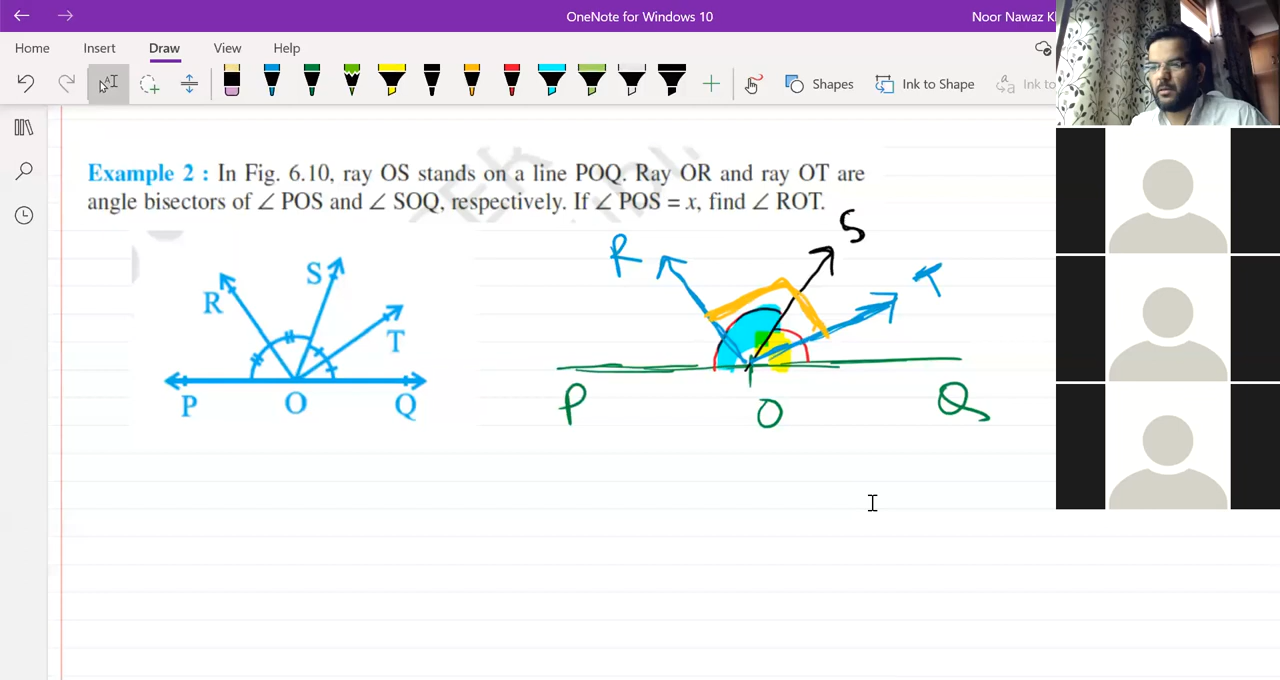 OneNote for Windows 10
Noor Nawaz
Home Insert Draw View Help
Shapes Ink to Shape Ink to
Example 2 : In Fig. 6.10, ray OS stands on a line POQ. Ray OR and ray OT are
angle bisectors of ∠ POS and ∠ SOQ, respectively. If ∠ POS = x, find ∠ ROT.
R S T
P O Q
R S T
P O Q